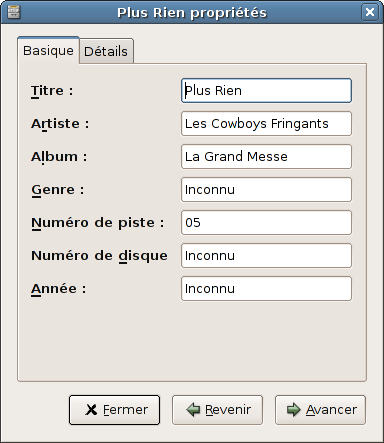 Plus Rien propriétés
Basique Détails
Titre : Plus Rien
Artiste : Les Cowboys Fringants
Album : La Grand Messe
Genre : Inconnu
Numéro de piste : 05
Numéro de disque Inconnu
Année : Inconnu
Fermer Revenir Avancer